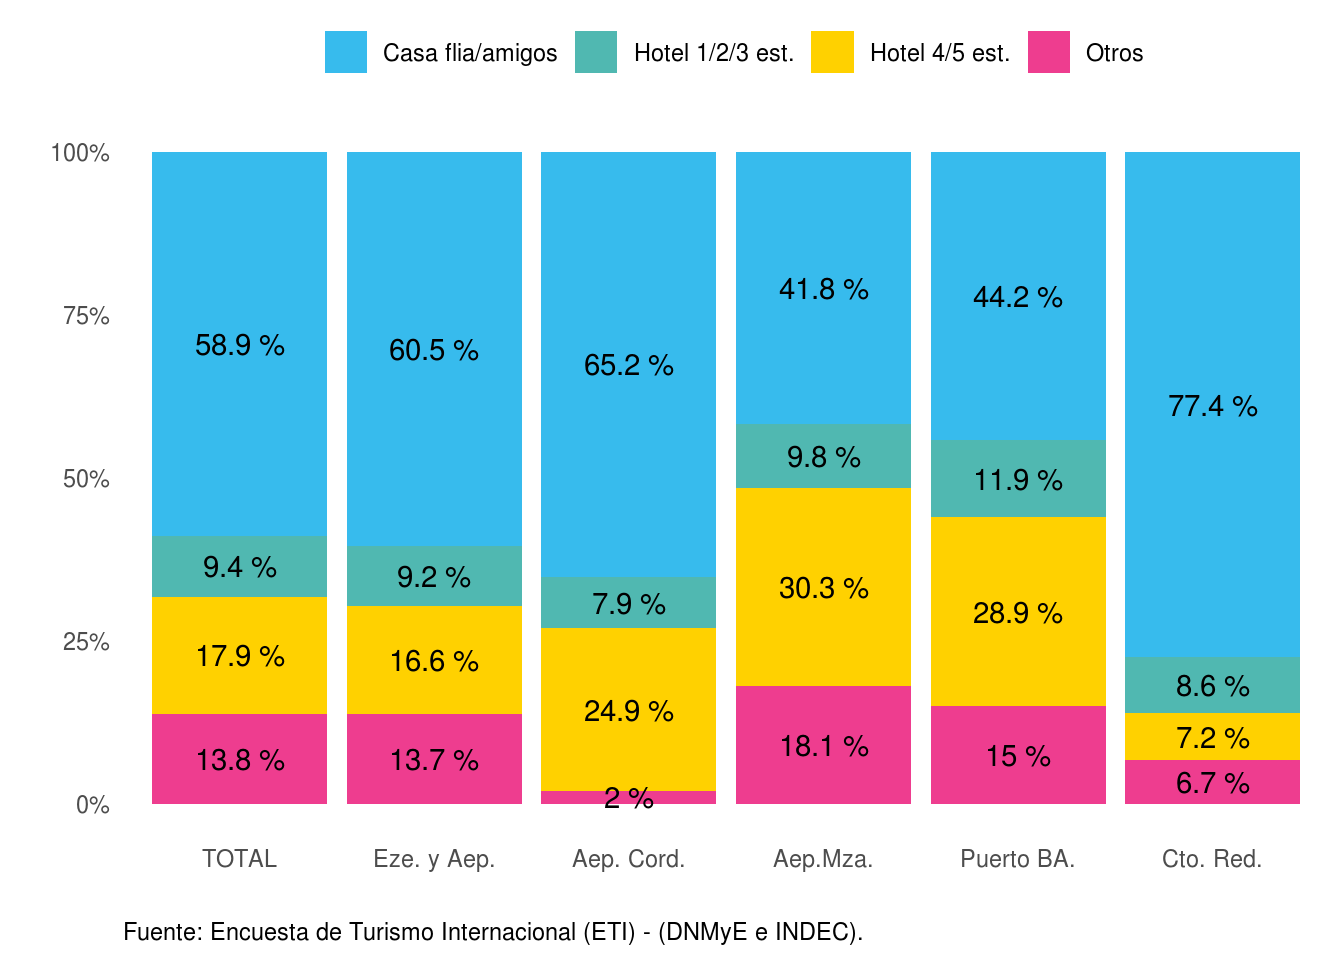 Casa flia/amigos Hotel 1/2/3 est. Hotel 4/5 est. Otros
100%
75%
50%
25%
0%
58.9 % 60.5 % 65.2 % 41.8 % 44.2 % 77.4 %
9.4 % 9.2 % 7.9 % 9.8 % 11.9 % 8.6 %
17.9 % 16.6 % 24.9 % 30.3 % 28.9 % 7.2 %
13.8 % 13.7 % 2 % 18.1 % 15 % 6.7 %
TOTAL Eze. y Aep. Aep. Cord. Aep.Mza. Puerto BA. Cto. Red.
Fuente: Encuesta de Turismo Internacional (ETI) - (DNMyE e INDEC).